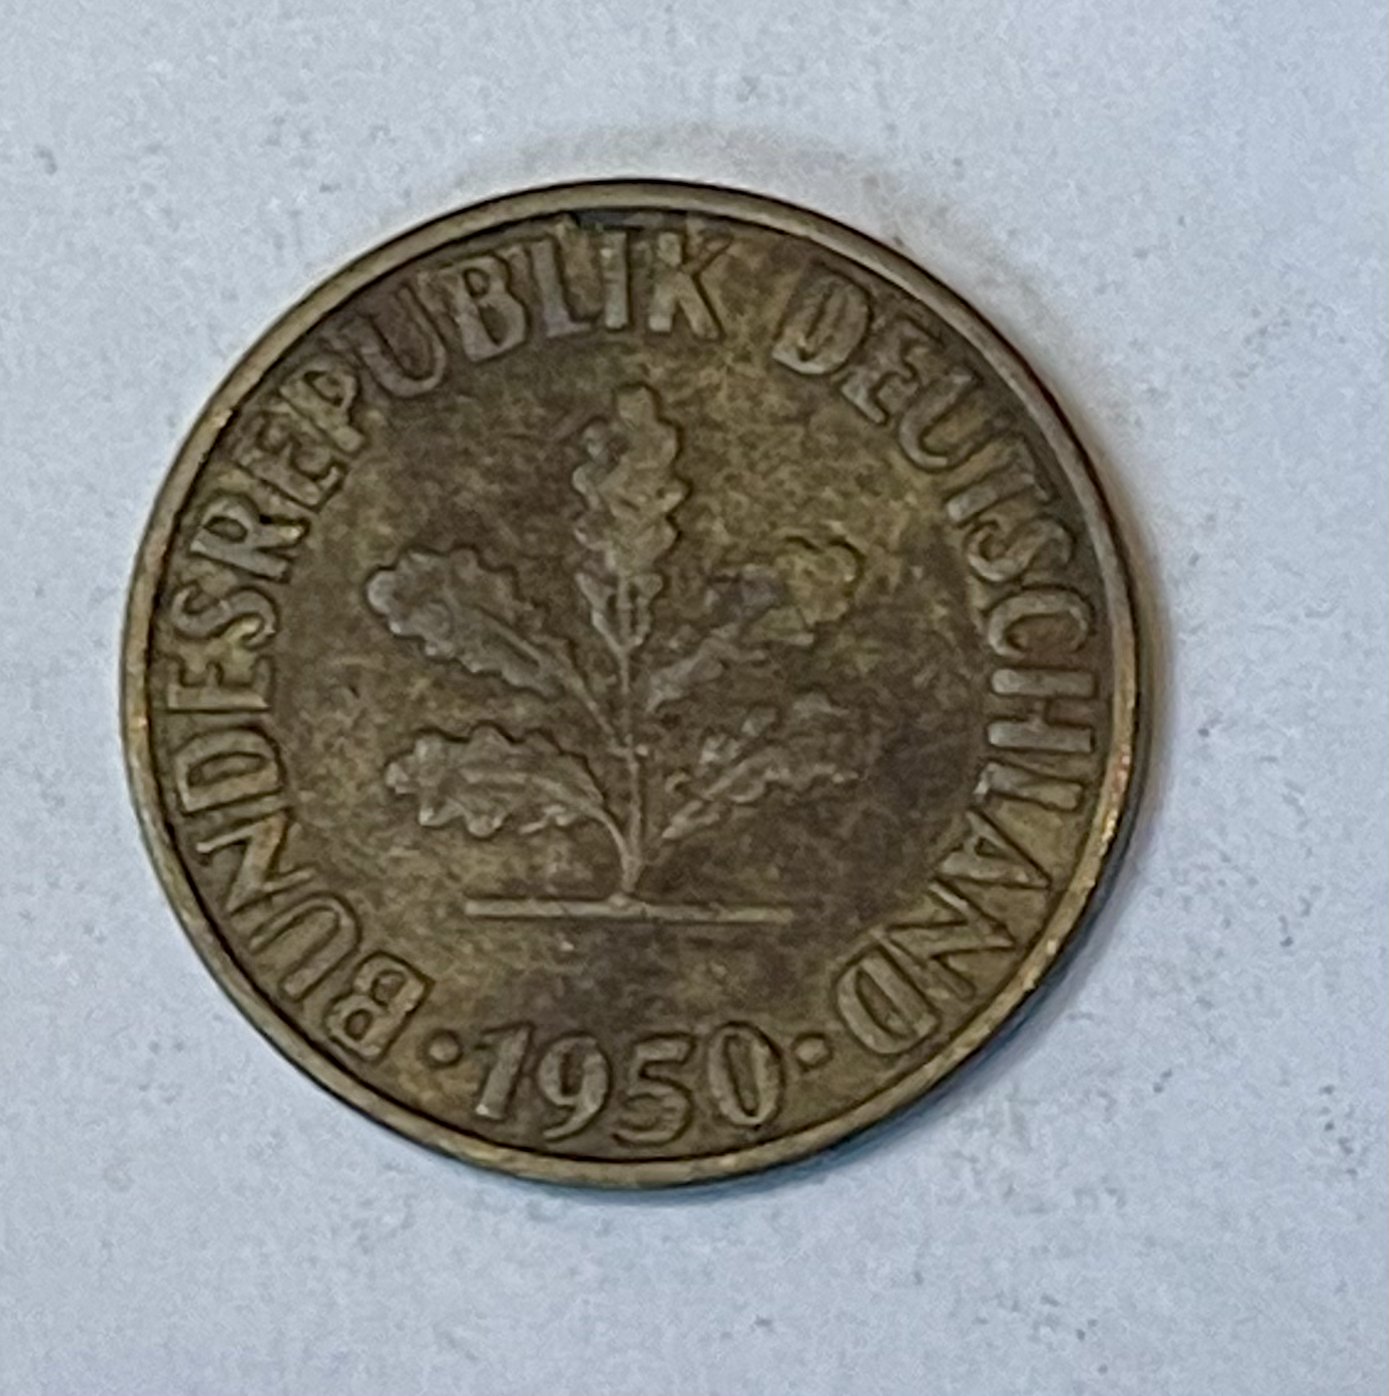 BUNDESREPUBLIK DEUTSCHLAND
· 1950 ·